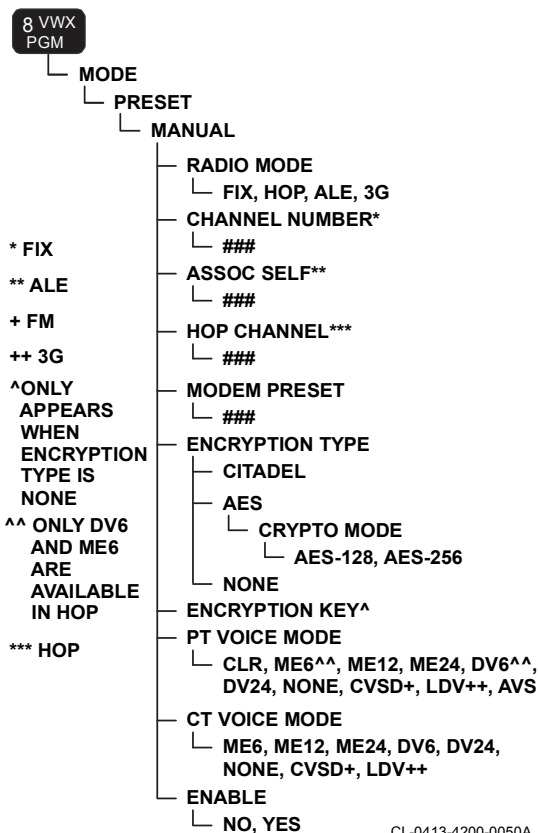 8 VWX
PGM
MODE
PRESET
MANUAL
RADIO MODE
FIX, HOP, ALE, 3G
CHANNEL NUMBER*
###
ASSOC SELF**
###
HOP CHANNEL***
###
MODEM PRESET
###
ENCRYPTION TYPE
CITADEL
AES
CRYPTO MODE
AES-128, AES-256
NONE
ENCRYPTION KEY^
PT VOICE MODE
CLR, ME6^^, ME12, ME24, DV6^^,
DV24, NONE, CVSD+, LDV++, AVS
CT VOICE MODE
ME6, ME12, ME24, DV6, DV24,
NONE, CVSD+, LDV++
ENABLE
NO, YES
* FIX
** ALE
+ FM
++ 3G
^ONLY
APPEARS
WHEN
ENCRYPTION
TYPE IS
NONE
^^ ONLY DV6
AND ME6
ARE
AVAILABLE
IN HOP
*** HOP
CL-0413-4200-0050A